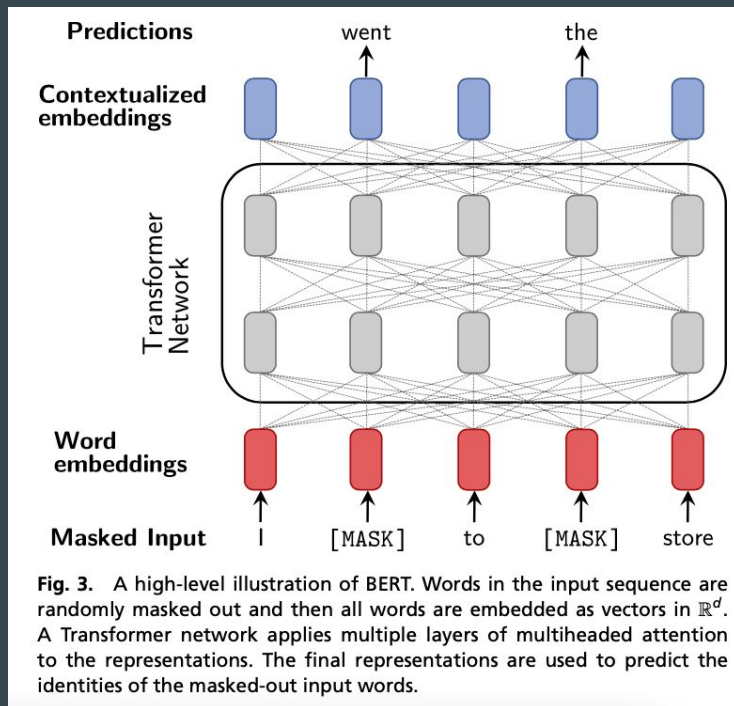 Predictions went the
Contextualized
embeddings
Transformer
Network
Word
embeddings
Masked Input I [MASK] to [MASK] store
Fig. 3. A high-level illustration of BERT. Words in the input sequence are
randomly masked out and then all words are embedded as vectors in ℝᵈ.
A Transformer network applies multiple layers of multiheaded attention
to the representations. The final representations are used to predict the
identities of the masked-out input words.